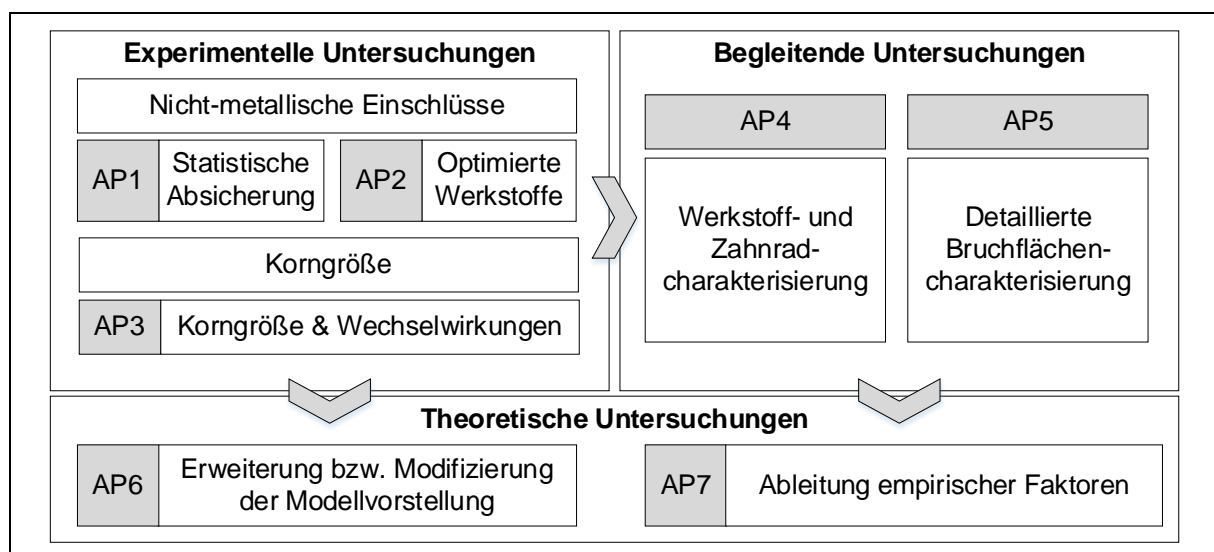 Experimentelle Untersuchungen
Nicht-metallische Einschlüsse
AP1
Statistische
Absicherung
AP2
Optimierte
Werkstoffe
Korngröße
AP3
Korngröße & Wechselwirkungen
Begleitende Untersuchungen
AP4
Werkstoff- und
Zahnrad-
charakterisierung
AP5
Detaillierte
Bruchflächen-
charakterisierung
Theoretische Untersuchungen
AP6
Erweiterung bzw. Modifizierung
der Modellvorstellung
AP7
Ableitung empirischer Faktoren